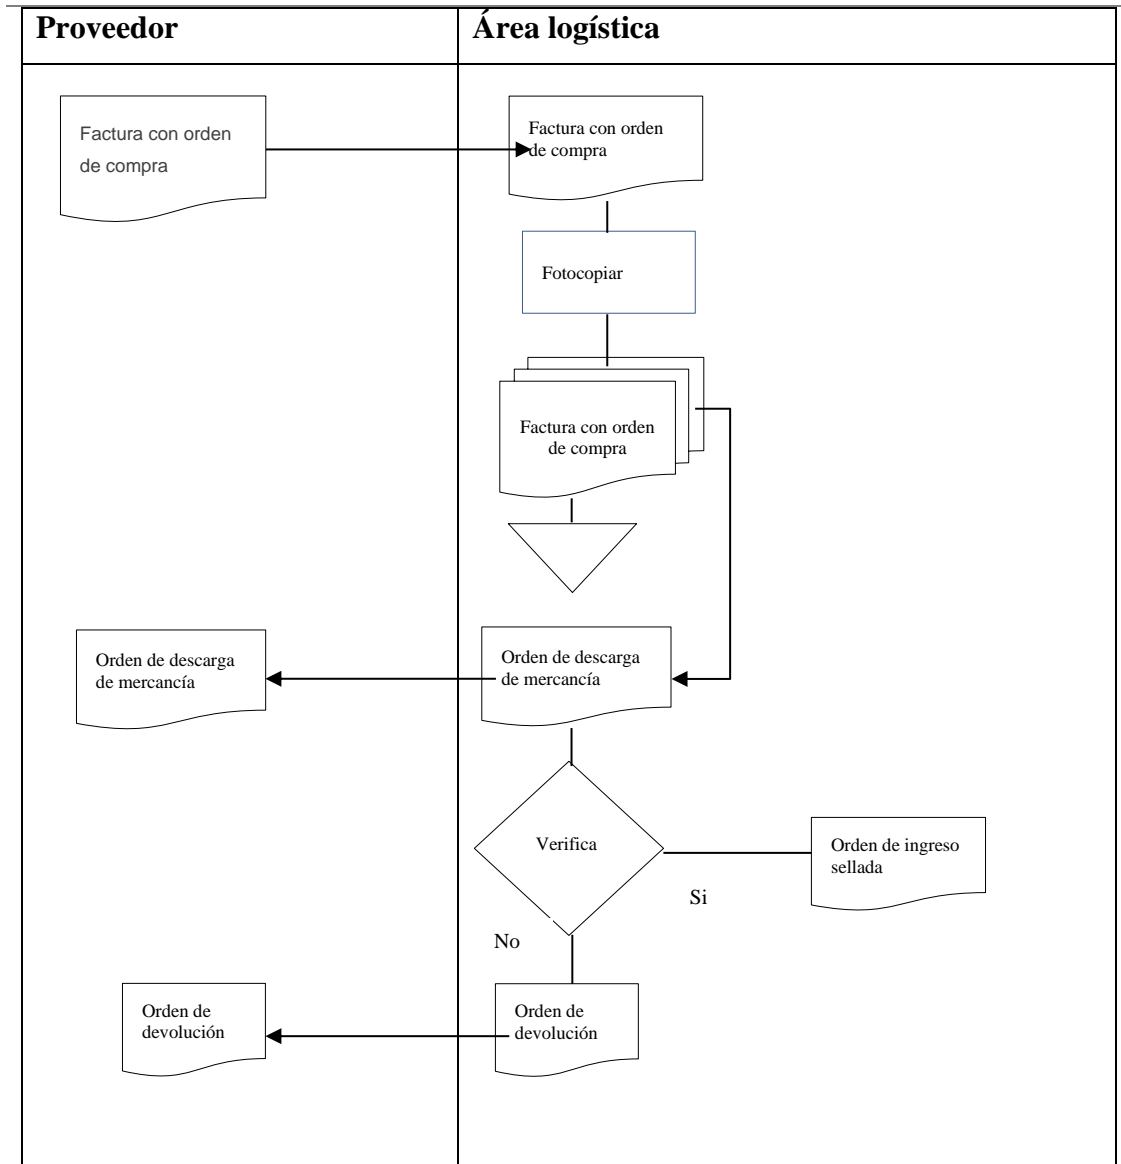 Proveedor
Área logística
Factura con orden
de compra
Factura con orden
de compra
Fotocopiar
Factura con orden
de compra
Orden de descarga
de mercancía
Orden de descarga
de mercancía
Verifica
Orden de ingreso
sellada
Si
No
Orden de
devolución
Orden de
devolución